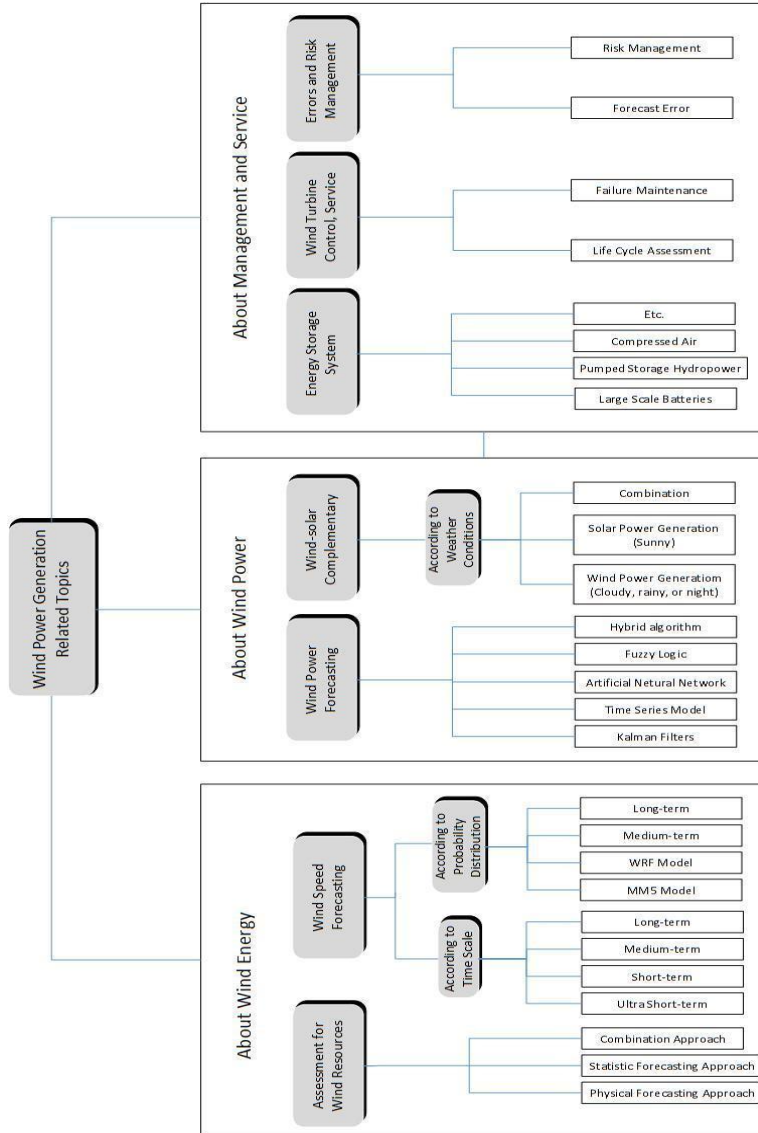 Wind Power Generation
Related Topics
About Wind Energy
Assessment for
Wind Resources
Physical Forecasting Approach
Statistic Forecasting Approach
Combination Approach
Wind Speed
Forecasting
According to
Time Scale
Ultra Short-term
Short-term
Medium-term
Long-term
According to
Probability
Distribution
MM5 Model
WRF Model
Medium-term
Long-term
About Wind Power
Wind Power
Forecasting
Kalman Filters
Time Series Model
Artificial Netural Network
Fuzzy Logic
Hybrid algorithm
Wind-solar
Complementary
According to
Weather
Conditions
Wind Power Generatiom
(Cloudy, rainy, or night)
Solar Power Generation
(Sunny)
Combination
About Management and Service
Energy Storage
System
Large Scale Batteries
Pumped Storage Hydropower
Compressed Air
Etc.
Wind Turbine
Control, Service
Life Cycle Assessment
Failure Maintenance
Errors and Risk
Management
Forecast Error
Risk Management